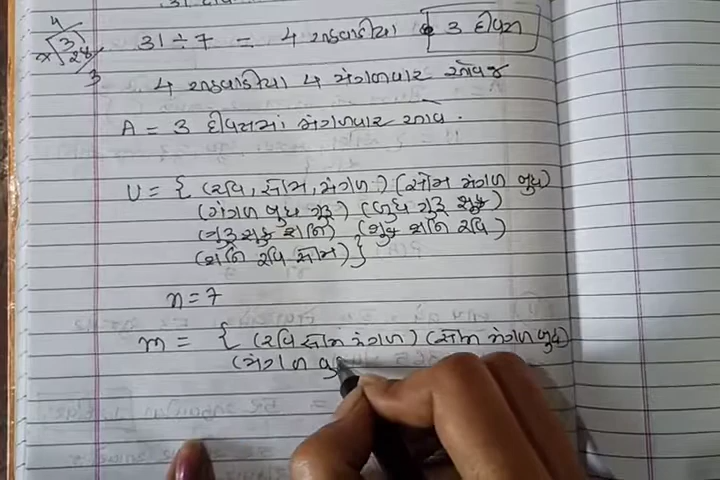 31 ÷ 7 = 4 અઠવાડીયા 3 દીવસ
4 અઠવાડીયા 4 મંગળવાર આવેજ
A = 3 દીવસમાં મંગળવાર આવે.
U = { (રવિ, સોમ, મંગળ) (સોમ મંગળ બુધ)
(મંગળ બુધ ગુરૂ) (બુધ ગુરૂ શુક્ર)
(ગુરૂ શુક્ર શનિ) (શુક્ર શનિ રવિ)
(શનિ રવિ સોમ) }
n = 7
m = { (રવિ સોમ મંગળ) (સોમ મંગળ બુધ)
(મંગળ બુ